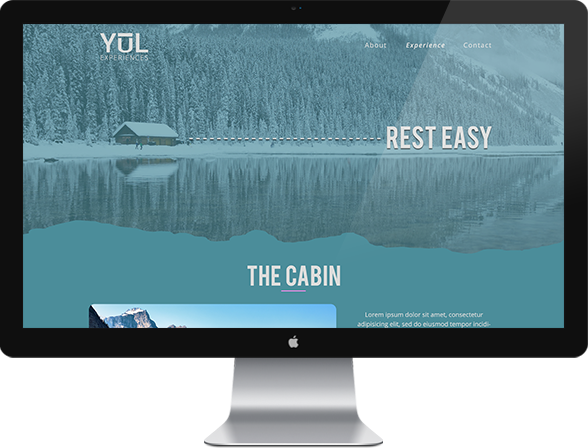 YŪL
EXPERIENCES
About Experience Contact
REST EASY
THE CABIN
Lorem ipsum dolor sit amet, consectetur
adipisicing elit, sed do eiusmod tempor incidi-